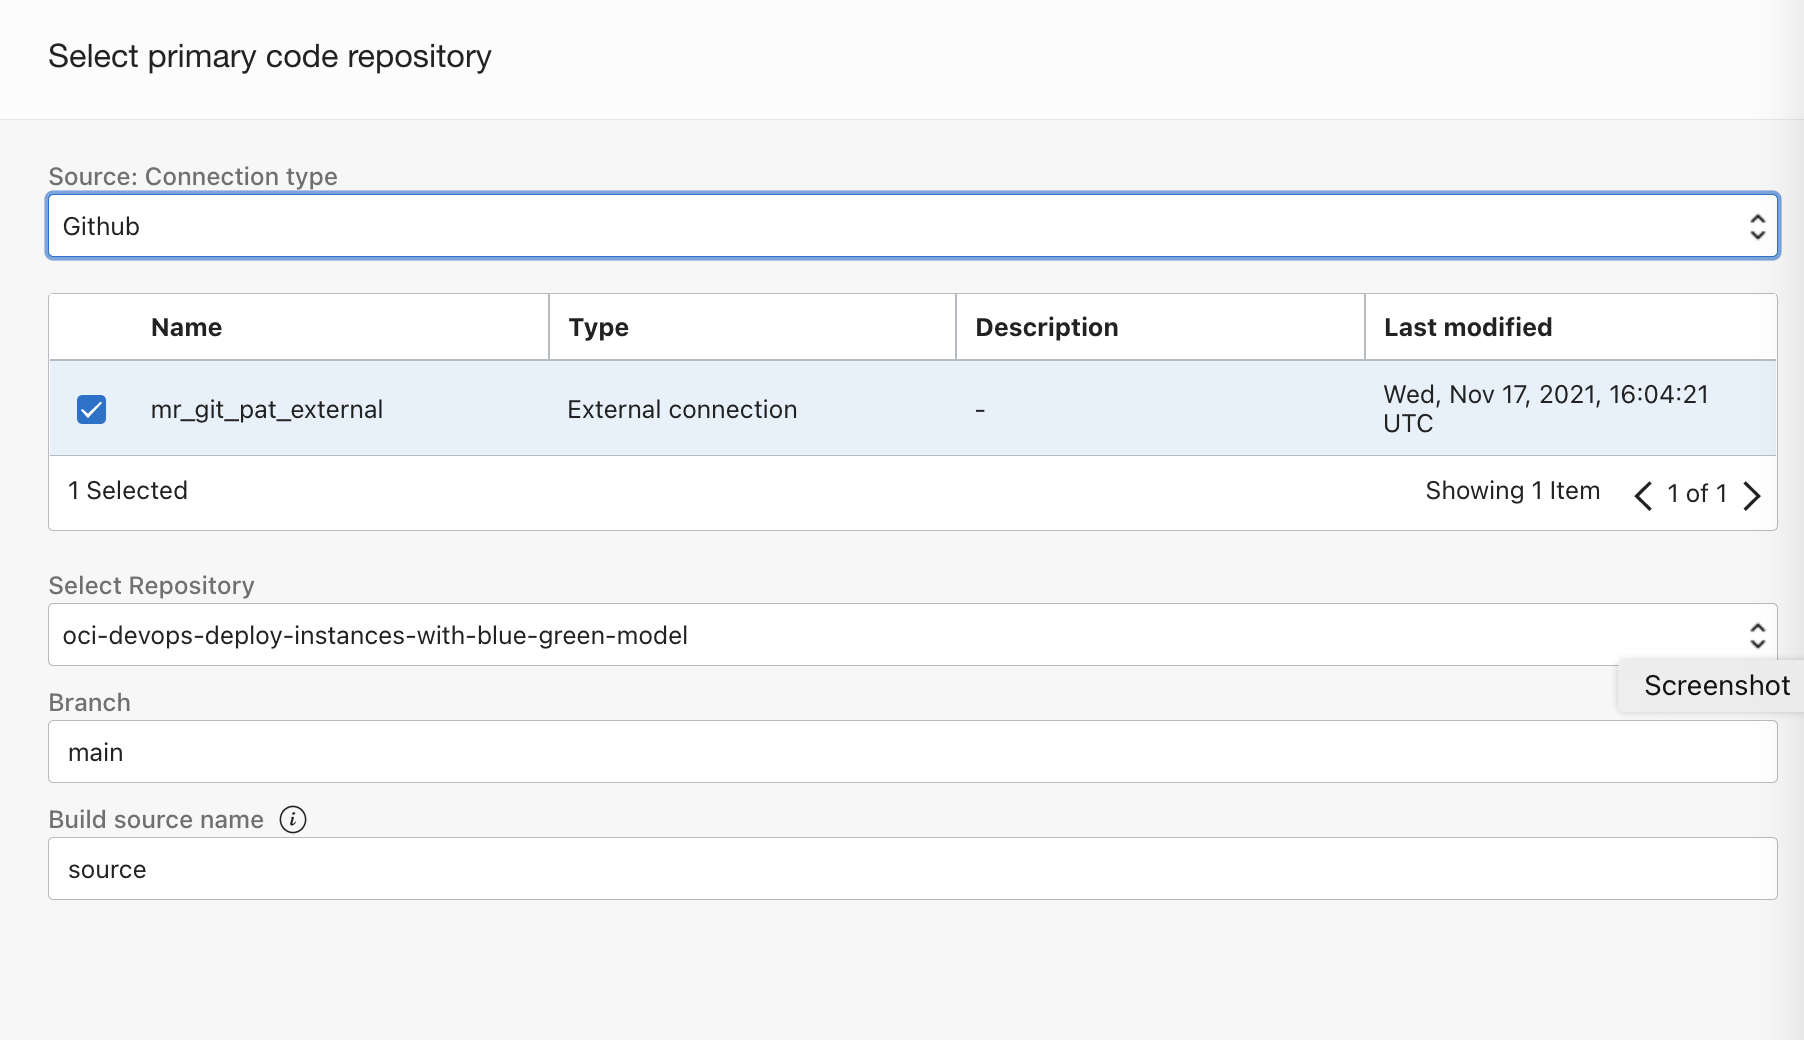 Select primary code repository
Source: Connection type
Github
Name Type Description Last modified
mr_git_pat_external External connection - Wed, Nov 17, 2021, 16:04:21
UTC
1 Selected Showing 1 Item 1 of 1
Select Repository
oci-devops-deploy-instances-with-blue-green-model
Screenshot
Branch
main
Build source name i
source